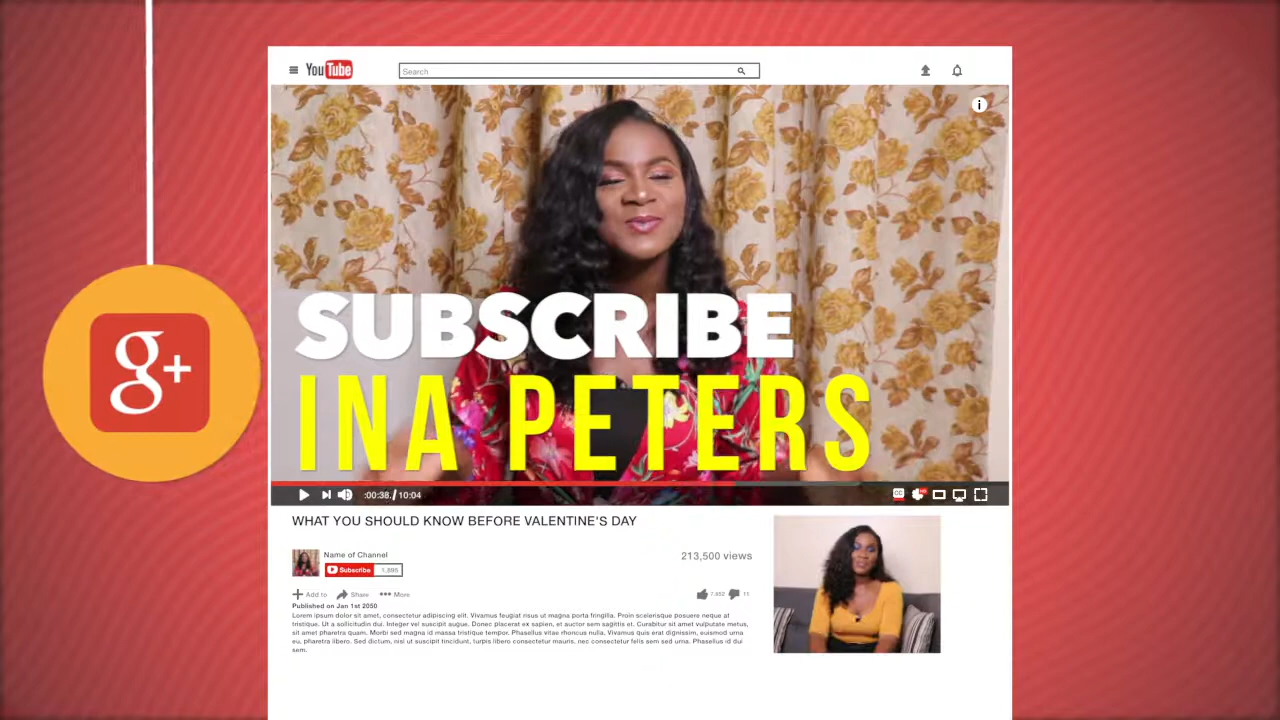 YouTube
Search
i
SUBSCRIBE
INA PETERS
g+
:00:38. / 10:04
CC
WHAT YOU SHOULD KNOW BEFORE VALENTINE'S DAY
Name of Channel
213,500 views
Subscribe 1,895
Add to Share More
7,852 11
Published on Jan 1st 2050
Lorem ipsum dolor sit amet, consectetur adipiscing elit. Vivamus feugiat risus ut magna porta fringilla. Proin scelerisque posuere neque at
tristique. Ut a sollicitudin dui. Integer vel suscipit augue. Donec placerat ex sapien, et auctor sem sagittis et. Curabitur sit amet vulputate metus,
sit amet pharetra quam. Morbi sed magna id massa tristique tempor. Phasellus vitae rhoncus nulla. Vivamus quis erat dignissim, euismod urna
eu, pharetra libero. Sed dictum, nisl ut suscipit tincidunt, turpis libero consectetur mauris, nec consectetur felis sem sed urna. Phasellus id dui
sem.